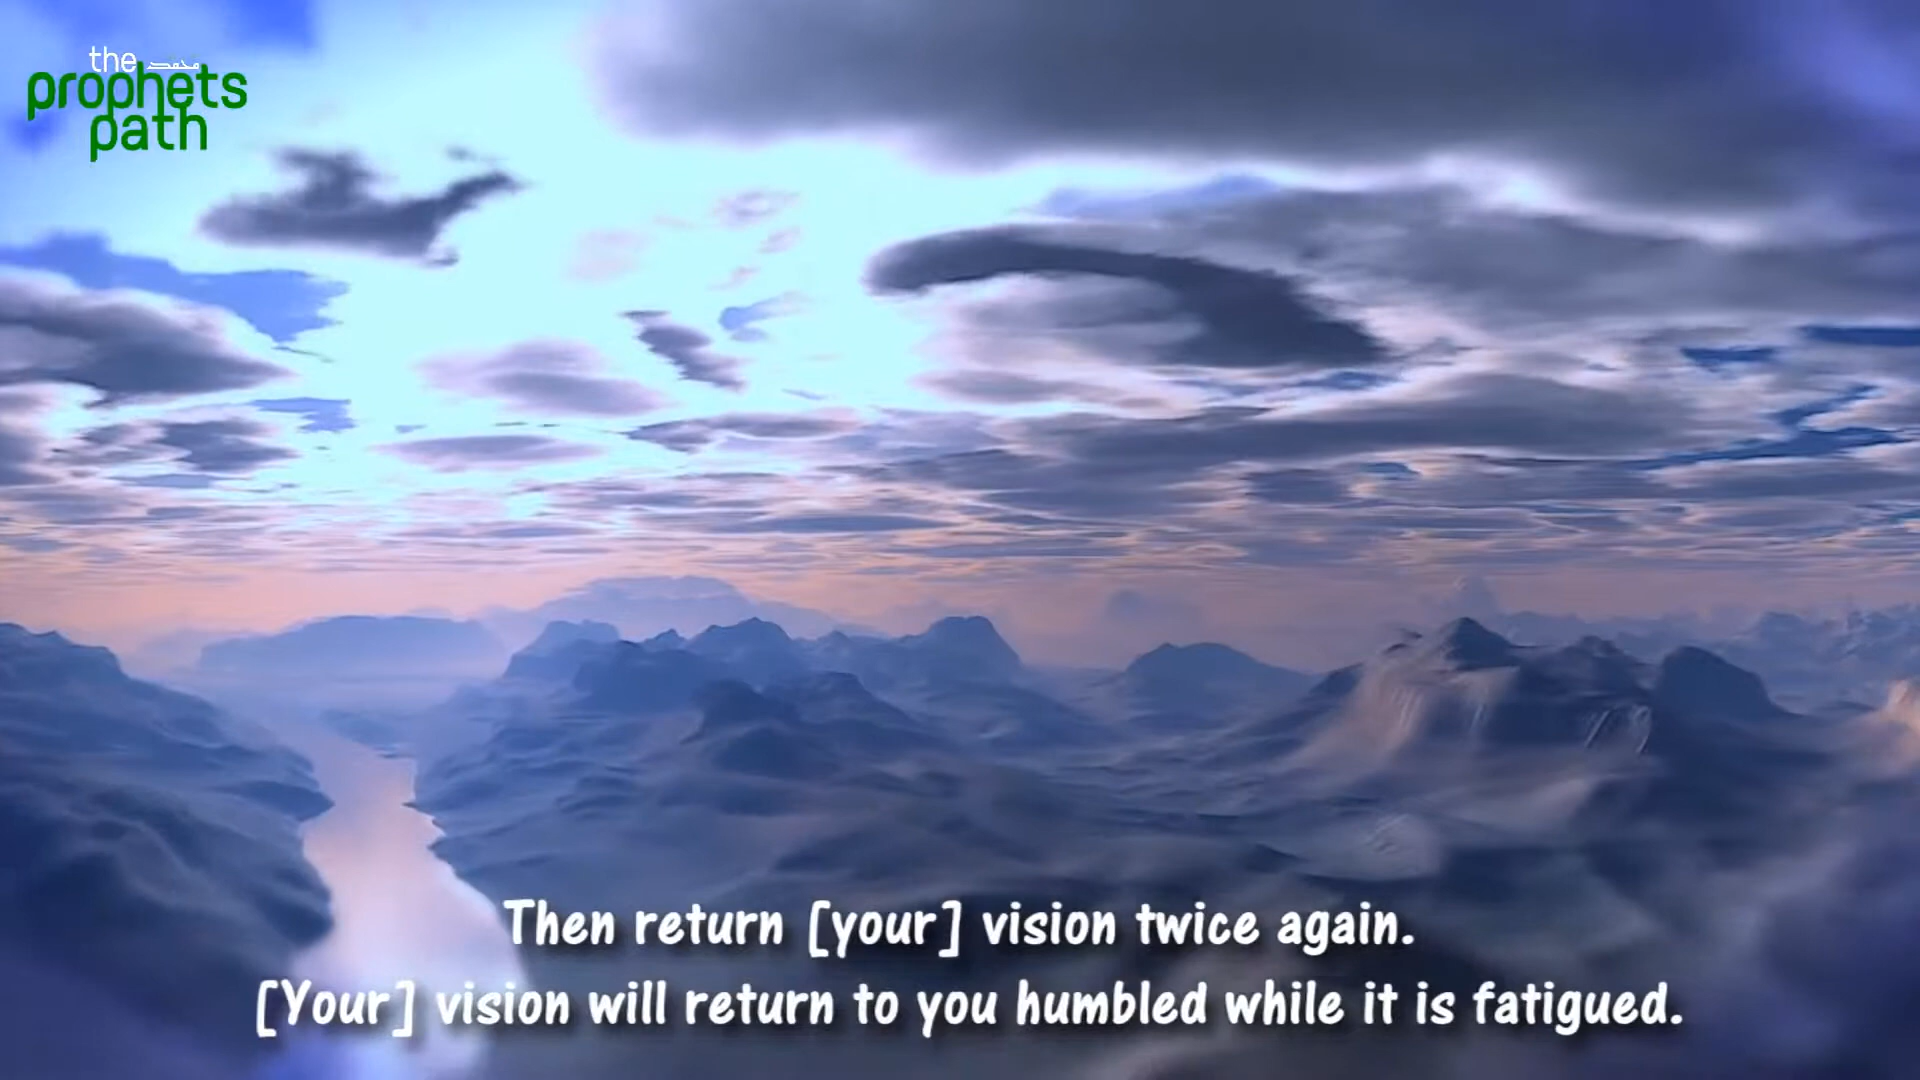 the محمد
prophets
path
Then return [your] vision twice again.
[Your] vision will return to you humbled while it is fatigued.